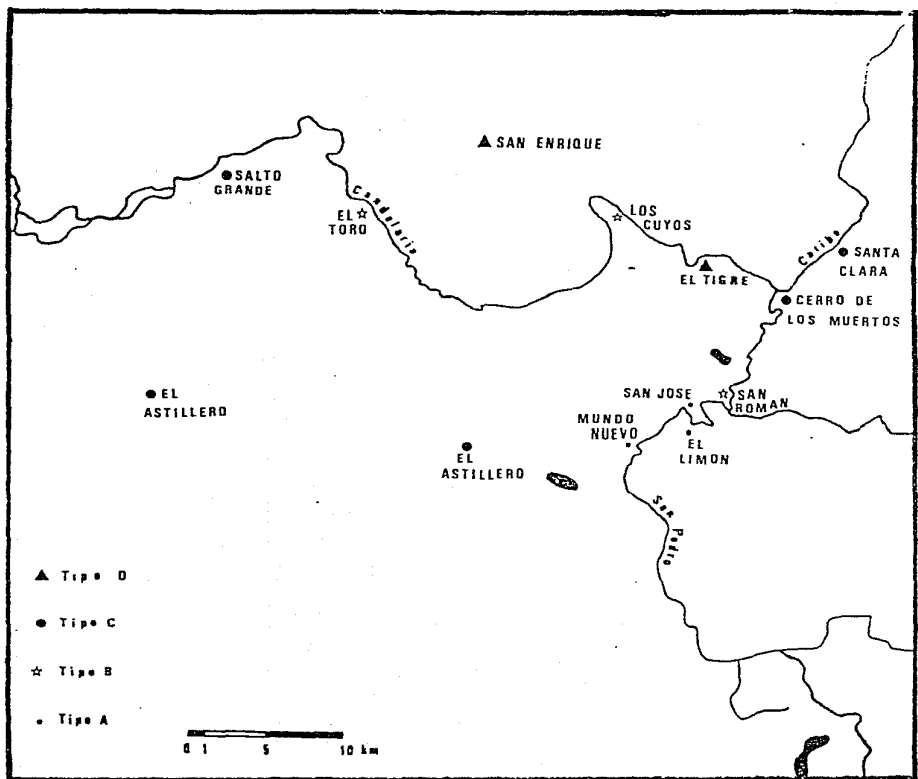 SAN ENRIQUE
SALTO
GRANDE
EL
TORO
Candelaria
LOS
CUYOS
Caribe
SANTA
CLARA
EL TIGRE
CERRO DE
LOS MUERTOS
EL
ASTILLERO
SAN JOSE
SAN
ROMAN
MUNDO
NUEVO
EL
LIMON
EL
ASTILLERO
San Pedro
Tipo D
Tipo C
Tipo B
Tipo A
0 1 5 10 km